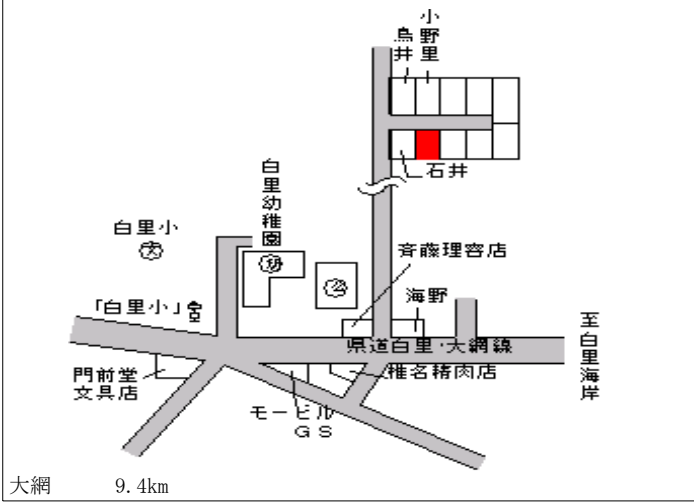 小野里
鳥井
石井
白里幼稚園
白里小
文
幼
斉藤理容店
海野
「白里小」
県道白里・大網線
至白里海岸
門前堂
文具店
椎名精肉店
モービル
GS
大網 9.4km